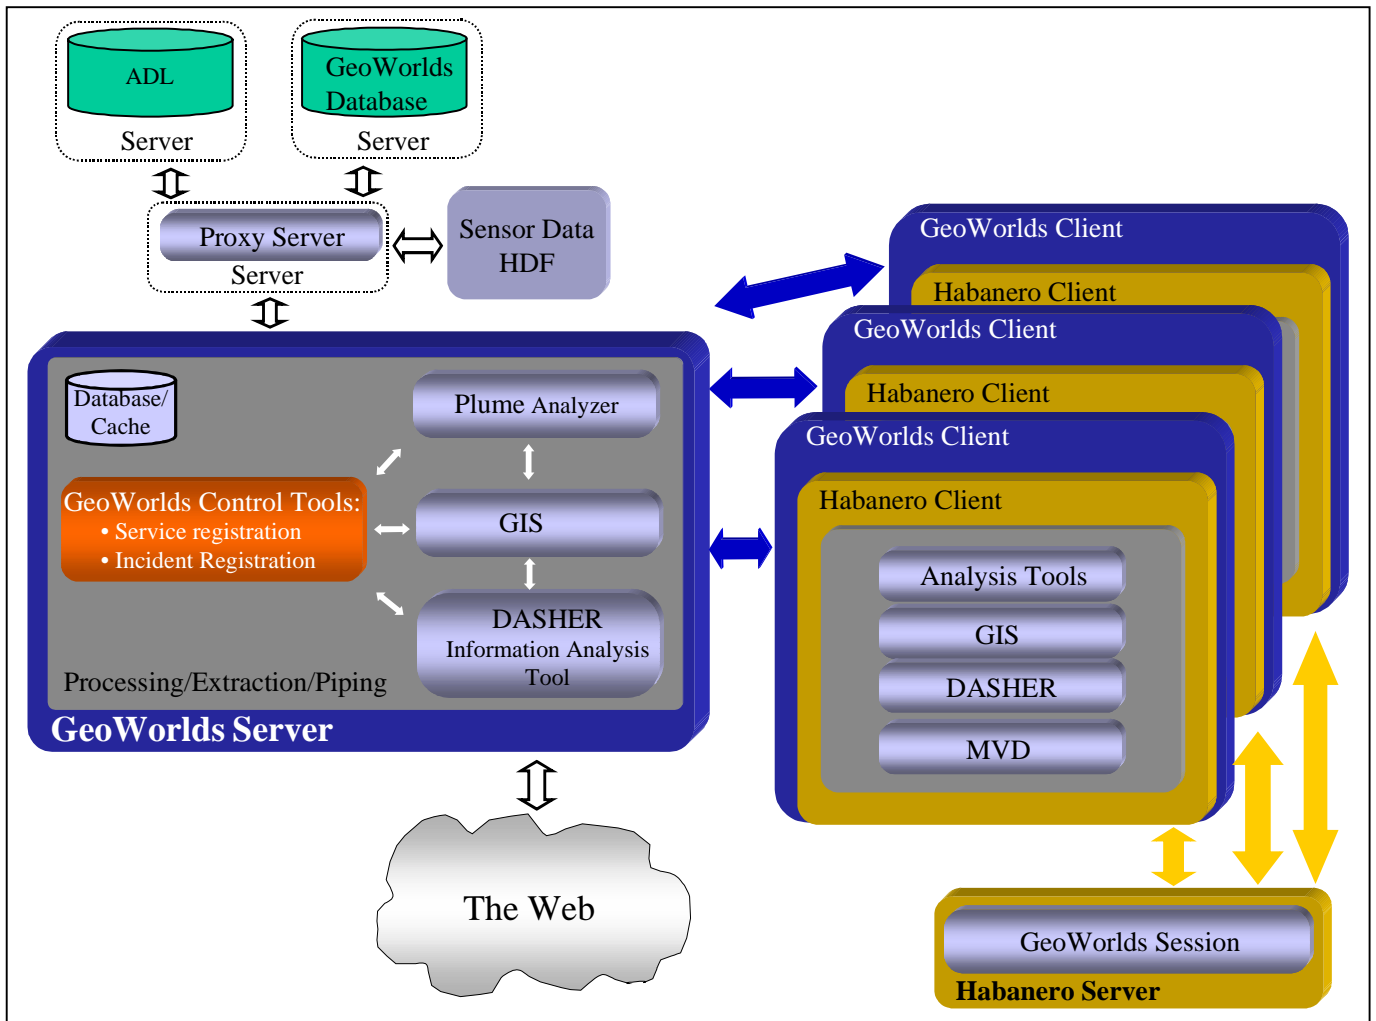 ADL
Server
GeoWorlds
Database
Server
Proxy Server
Server
Sensor Data
HDF
GeoWorlds Client
Habanero Client
GeoWorlds Client
Habanero Client
GeoWorlds Client
Habanero Client
Analysis Tools
GIS
DASHER
MVD
Database/
Cache
Plume Analyzer
GeoWorlds Control Tools:
• Service registration
• Incident Registration
GIS
DASHER
Information Analysis
Tool
Processing/Extraction/Piping
GeoWorlds Server
The Web
GeoWorlds Session
Habanero Server